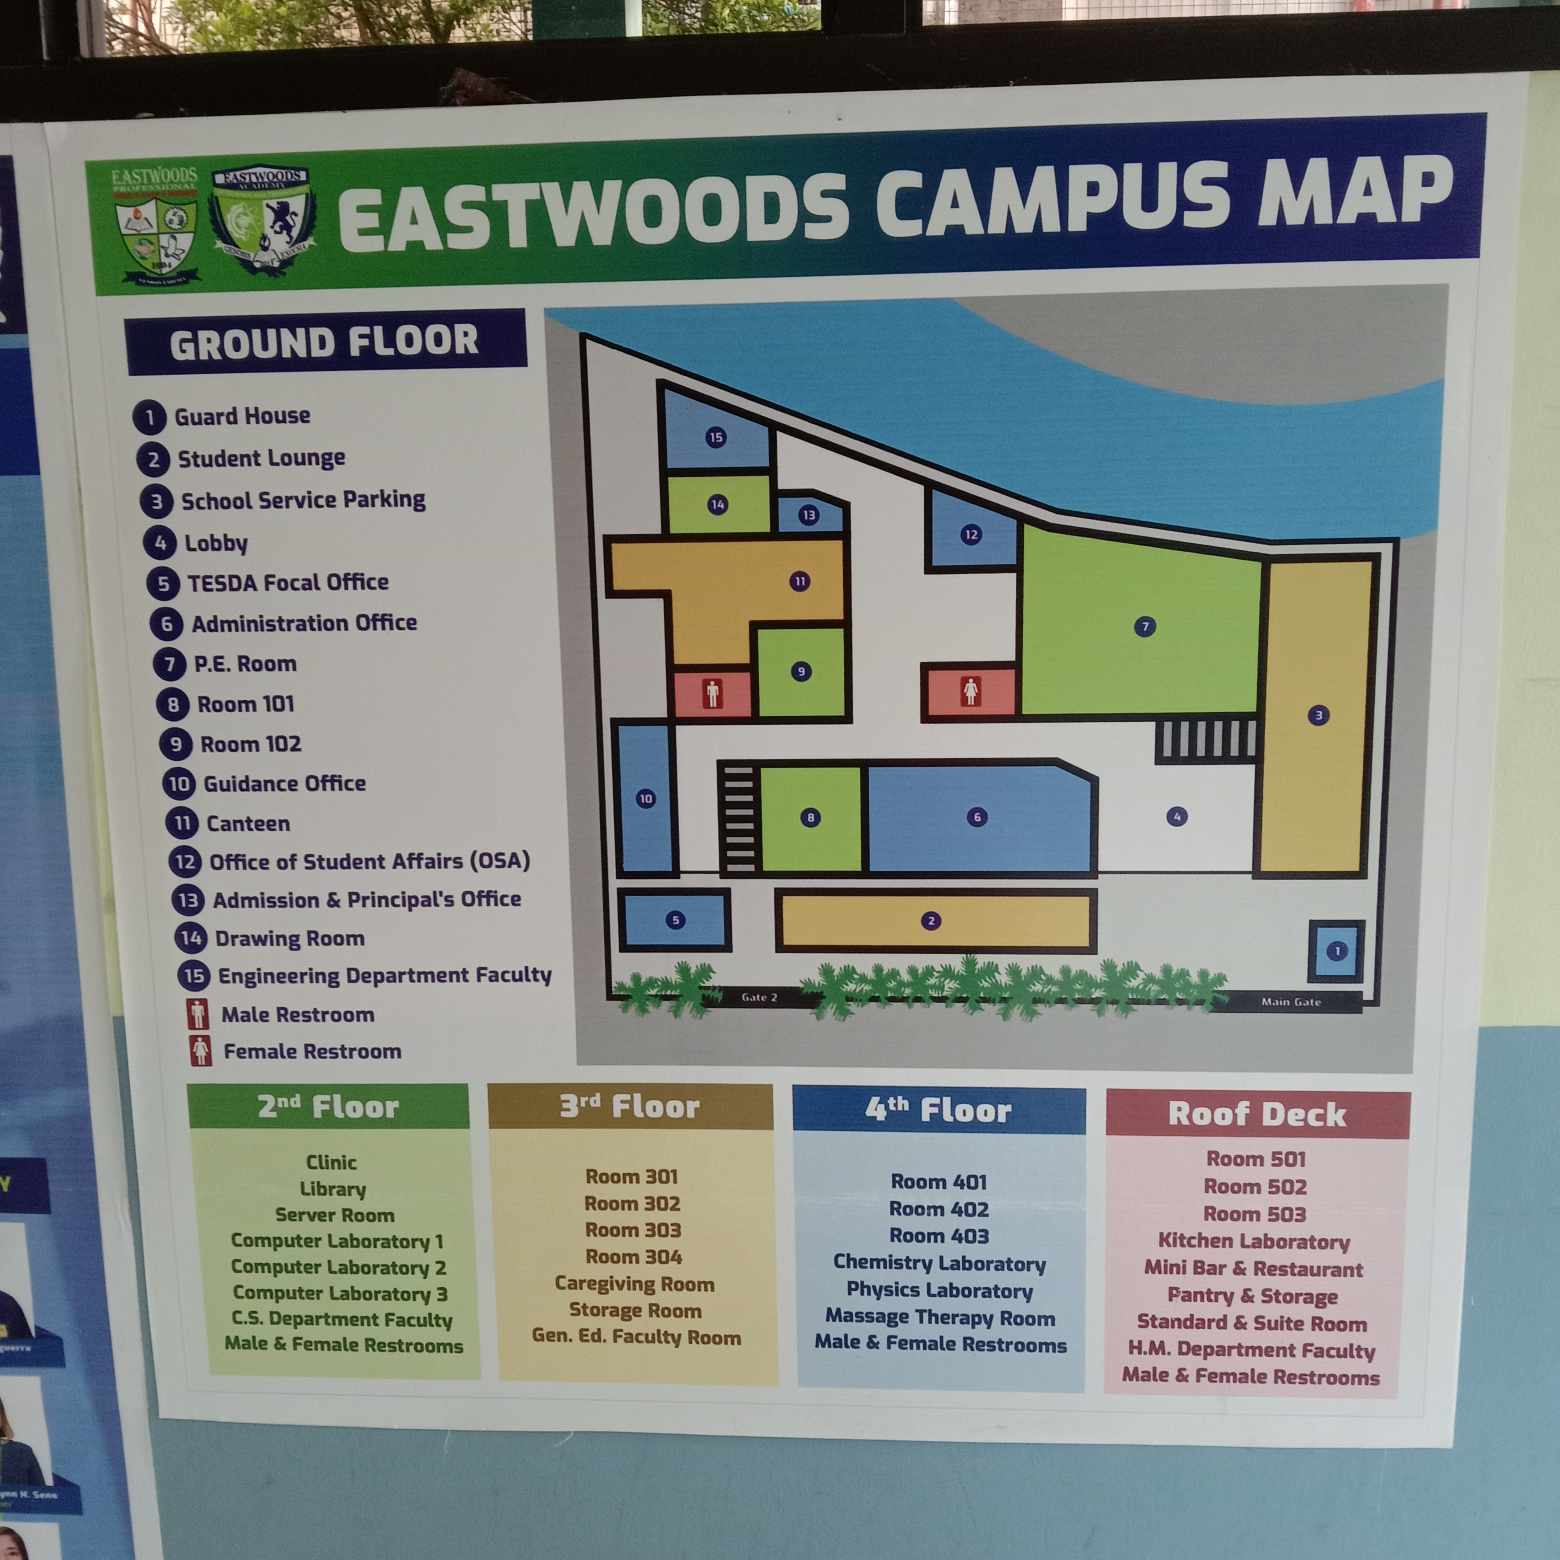 EASTWOODS
PROFESSIONAL
EASTWOODS
ACADEMY
EASTWOODS CAMPUS MAP
GROUND FLOOR
1 Guard House
2 Student Lounge
3 School Service Parking
4 Lobby
5 TESDA Focal Office
6 Administration Office
7 P.E. Room
8 Room 101
9 Room 102
10 Guidance Office
11 Canteen
12 Office of Student Affairs (OSA)
13 Admission & Principal's Office
14 Drawing Room
15 Engineering Department Faculty
Male Restroom
Female Restroom
15
14
13
12
11
7
9
3
10
8
6
4
5
2
1
Gate 2
Main Gate
2nd Floor
Clinic
Library
Server Room
Computer Laboratory 1
Computer Laboratory 2
Computer Laboratory 3
C.S. Department Faculty
Male & Female Restrooms
3rd Floor
Room 301
Room 302
Room 303
Room 304
Caregiving Room
Storage Room
Gen. Ed. Faculty Room
4th Floor
Room 401
Room 402
Room 403
Chemistry Laboratory
Physics Laboratory
Massage Therapy Room
Male & Female Restrooms
Roof Deck
Room 501
Room 502
Room 503
Kitchen Laboratory
Mini Bar & Restaurant
Pantry & Storage
Standard & Suite Room
H.M. Department Faculty
Male & Female Restrooms